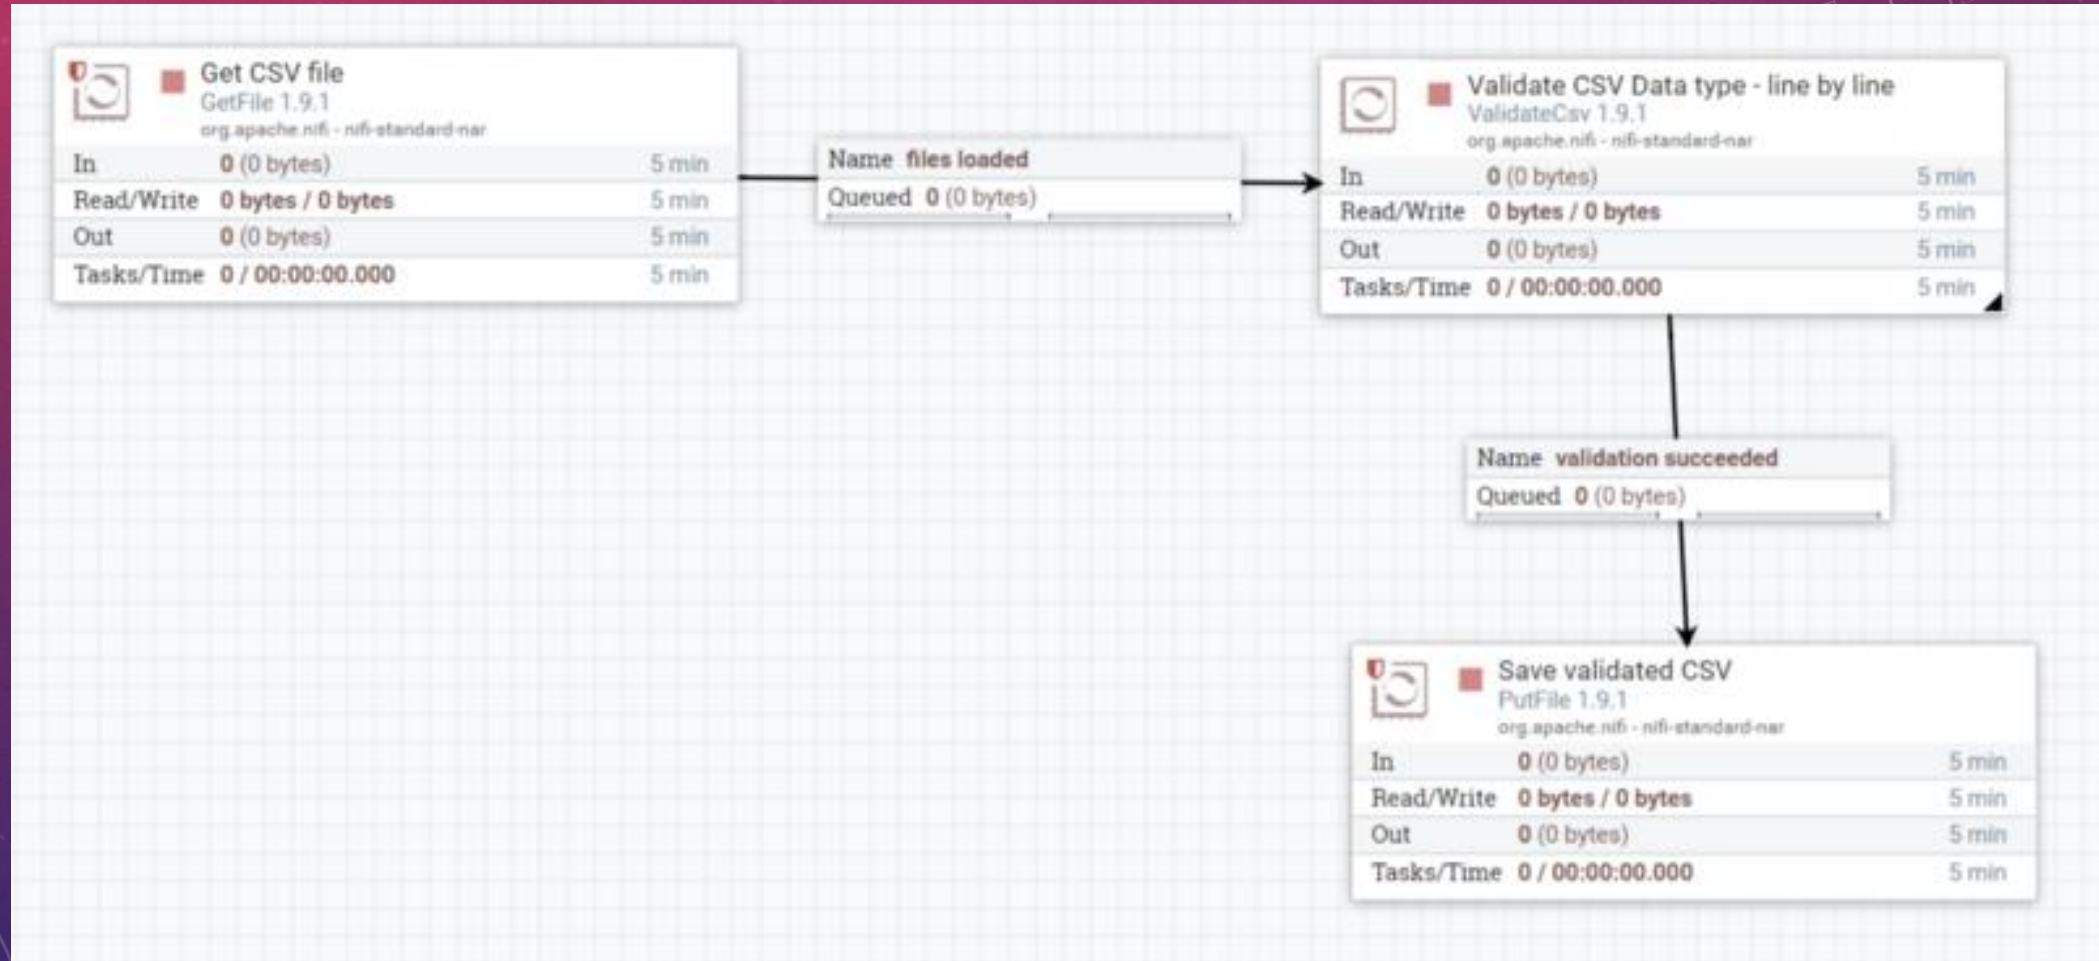 Get CSV file
GetFile 1.9.1
org.apache.nifi - nifi-standard-nar
In 0 (0 bytes) 5 min
Read/Write 0 bytes / 0 bytes 5 min
Out 0 (0 bytes) 5 min
Tasks/Time 0 / 00:00:00.000 5 min
Name files loaded
Queued 0 (0 bytes)
Validate CSV Data type - line by line
ValidateCsv 1.9.1
org.apache.nifi - nifi-standard-nar
In 0 (0 bytes) 5 min
Read/Write 0 bytes / 0 bytes 5 min
Out 0 (0 bytes) 5 min
Tasks/Time 0 / 00:00:00.000 5 min
Name validation succeeded
Queued 0 (0 bytes)
Save validated CSV
PutFile 1.9.1
org.apache.nifi - nifi-standard-nar
In 0 (0 bytes) 5 min
Read/Write 0 bytes / 0 bytes 5 min
Out 0 (0 bytes) 5 min
Tasks/Time 0 / 00:00:00.000 5 min